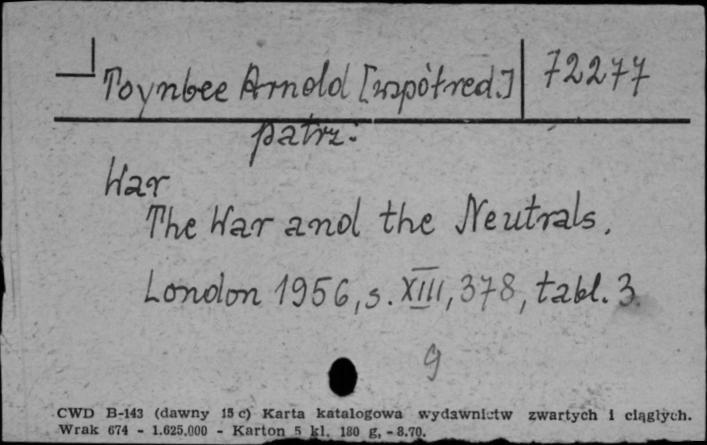 Toynbee Arnold [współred.] 72277
patrz:
War
The War and the Neutrals.
London 1956, s. XIII, 378, tabl. 3
9
CWD B-143 (dawny 15 c) Karta katalogowa wydawnictw zwartych i ciągłych.
Wrak 674 - 1.625.000 - Karton 5 kl. 180 g, - 8.70.